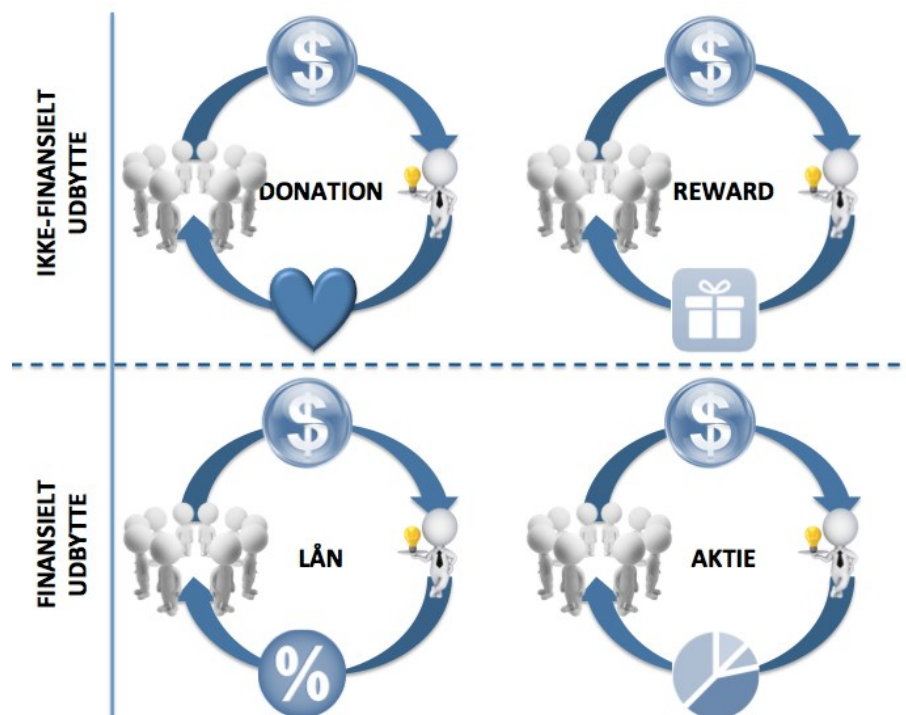 IKKE-FINANSIELT
UDBYTTE
$
DONATION
$
REWARD
FINANSIELT
UDBYTTE
$
LÅN
%
$
AKTIE